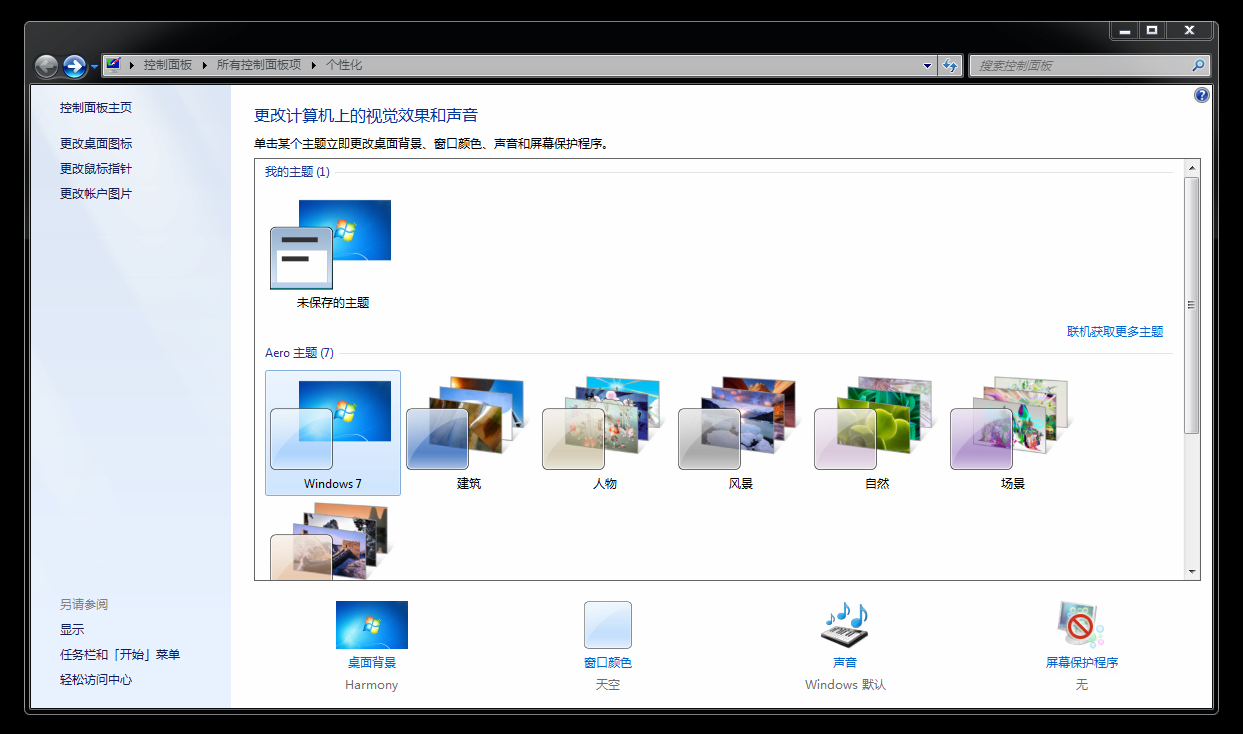 控制面板 所有控制面板项 个性化
搜索控制面板
控制面板主页
更改桌面图标
更改鼠标指针
更改帐户图片
另请参阅
显示
任务栏和「开始」菜单
轻松访问中心
更改计算机上的视觉效果和声音
单击某个主题立即更改桌面背景、窗口颜色、声音和屏幕保护程序。
我的主题 (1)
未保存的主题
联机获取更多主题
Aero 主题 (7)
Windows 7 建筑 人物 风景 自然 场景
桌面背景 窗口颜色 声音 屏幕保护程序
Harmony 天空 Windows 默认 无